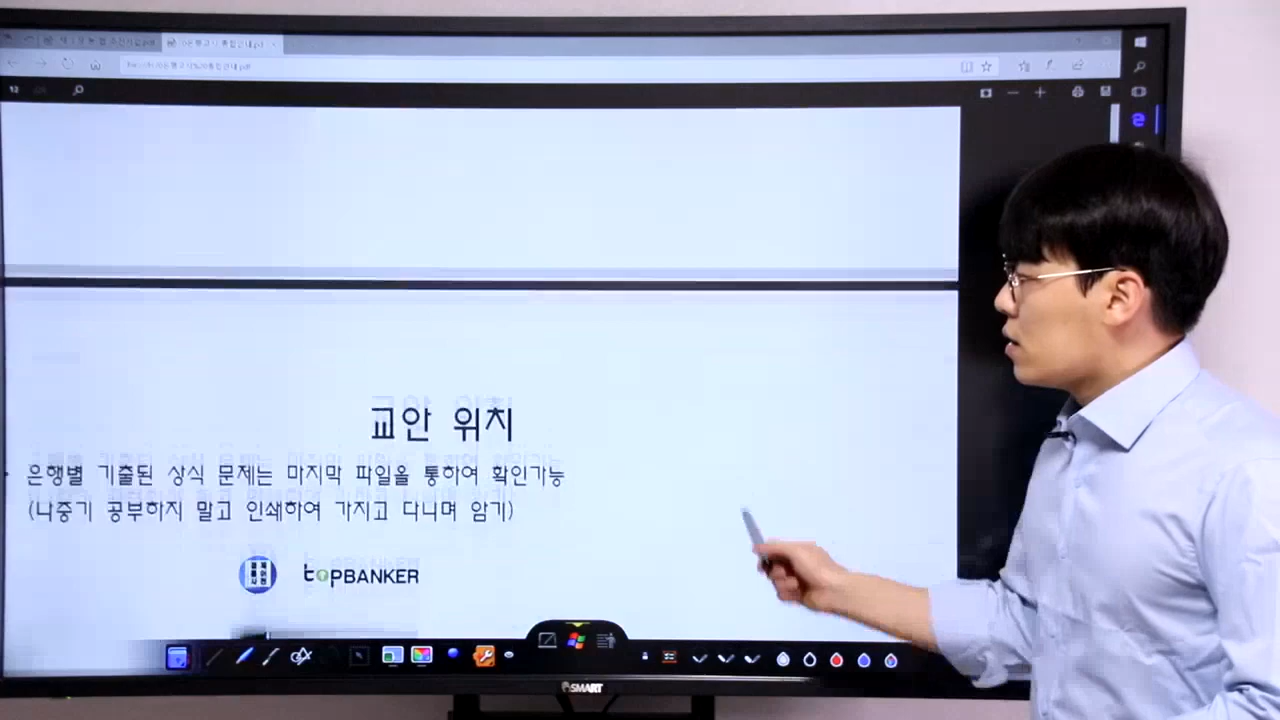 12
교안 위치
은행별 기출된 상식 문제는 마지막 파일을 통하여 확인가능
(나중기 공부하지 말고 인쇄하여 가지고 다니며 암기)
tOPBANKER
SMART